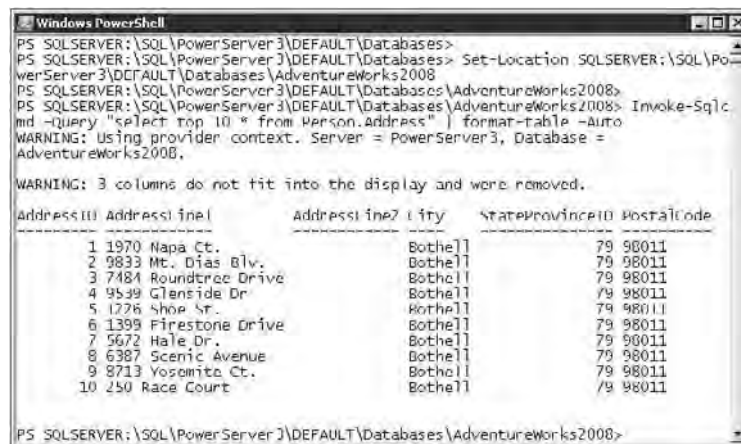 Windows PowerShell
PS SQLSERVER:\SQL\PowerServer3\DEFAULT\Databases>
PS SQLSERVER:\SQL\PowerServer3\DEFAULT\Databases> Set-Location SQLSERVER:\SQL\Po
werServer3\DEFAULT\Databases\AdventureWorks2008
PS SQLSERVER:\SQL\PowerServer3\DEFAULT\Databases\AdventureWorks2008>
PS SQLSERVER:\SQL\PowerServer3\DEFAULT\Databases\AdventureWorks2008> Invoke-Sqlc
md -Query "select top 10 * from Person.Address" | format-table -Auto
WARNING: Using provider context. Server = PowerServer3, Database =
AdventureWorks2008.
WARNING: 3 columns do not fit into the display and were removed.
AddressID AddressLine1 AddressLine2 City StateProvinceID PostalCode
--------- ------------ ------------ ---- --------------- ----------
1 1970 Napa Ct. Bothell 79 98011
2 9833 Mt. Dias Blv. Bothell 79 98011
3 7484 Roundtree Drive Bothell 79 98011
4 9539 Glenside Dr Bothell 79 98011
5 1226 Shoe St. Bothell 79 98011
6 1399 Firestone Drive Bothell 79 98011
7 5672 Hale Dr. Bothell 79 98011
8 6387 Scenic Avenue Bothell 79 98011
9 8713 Yosemite Ct. Bothell 79 98011
10 250 Race Court Bothell 79 98011
PS SQLSERVER:\SQL\PowerServer3\DEFAULT\Databases\AdventureWorks2008>